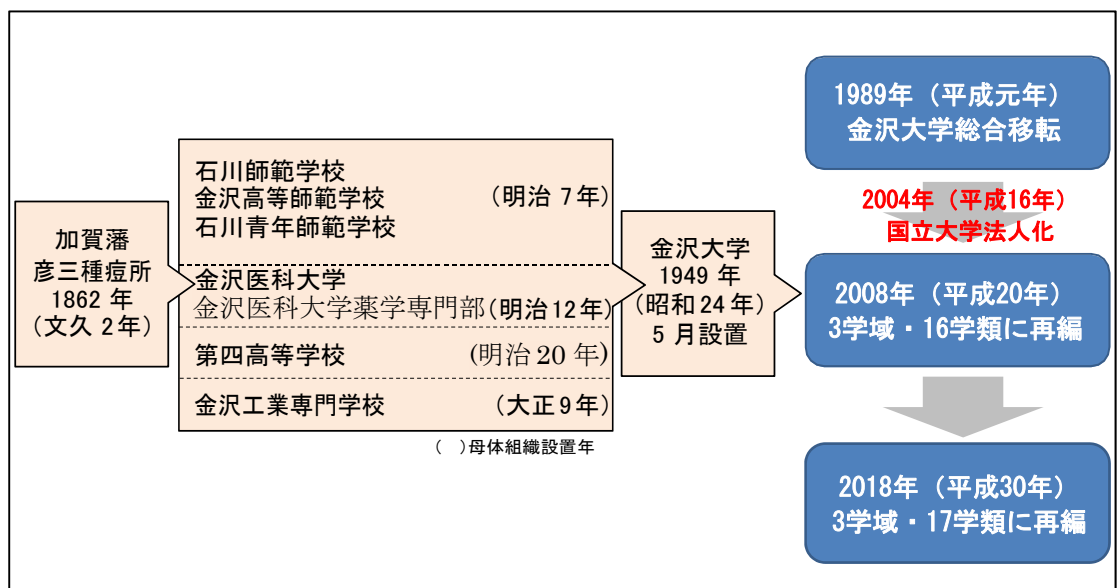 加賀藩
彦三種痘所
1862 年
(文久 2年)
石川師範学校
金沢高等師範学校 (明治 7年)
石川青年師範学校
金沢医科大学
金沢医科大学薬学専門部(明治12年)
第四高等学校 (明治 20 年)
金沢工業専門学校 (大正 9年)
( )母体組織設置年
金沢大学
1949 年
(昭和 24 年)
5 月設置
1989年(平成元年)
金沢大学総合移転
2004年(平成16年)
国立大学法人化
2008年(平成20年)
3学域・16学類に再編
2018年(平成30年)
3学域・17学類に再編